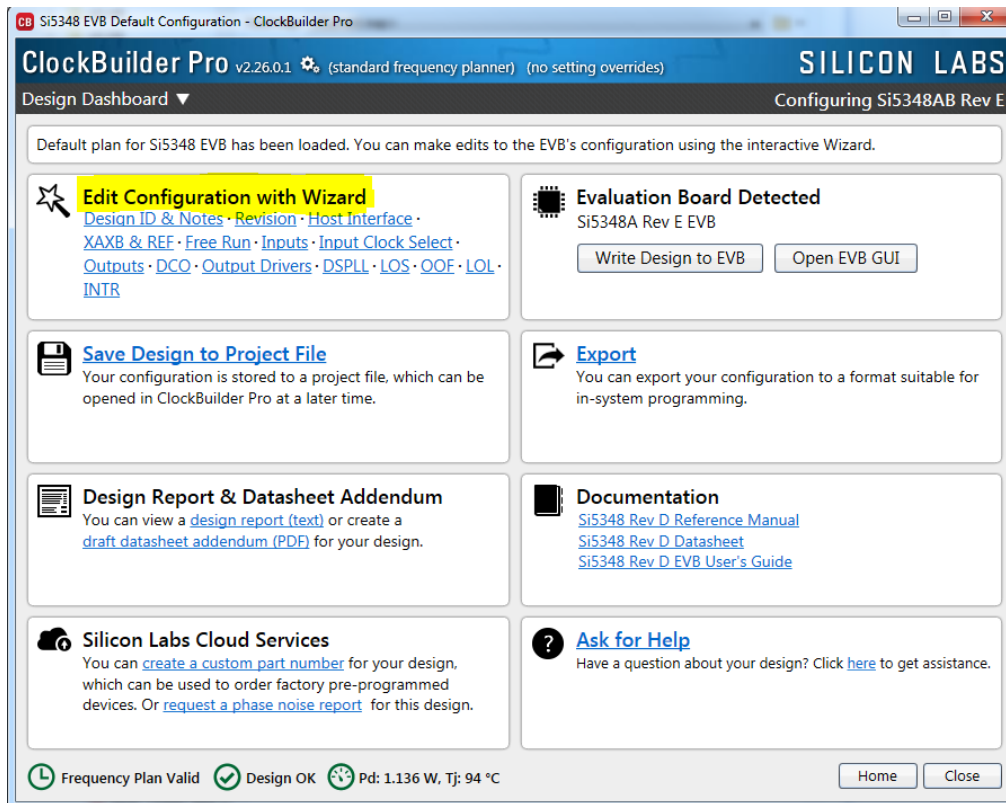 CB Si5348 EVB Default Configuration - ClockBuilder Pro
ClockBuilder Pro v2.26.0.1 (standard frequency planner) (no setting overrides) SILICON LABS
Design Dashboard ▼ Configuring Si5348AB Rev E
Default plan for Si5348 EVB has been loaded. You can make edits to the EVB's configuration using the interactive Wizard.
Edit Configuration with Wizard
Design ID & Notes · Revision · Host Interface ·
XAXB & REF · Free Run · Inputs · Input Clock Select ·
Outputs · DCO · Output Drivers · DSPLL · LOS · OOF · LOL ·
INTR
Evaluation Board Detected
Si5348A Rev E EVB
Write Design to EVB Open EVB GUI
Save Design to Project File
Your configuration is stored to a project file, which can be
opened in ClockBuilder Pro at a later time.
Export
You can export your configuration to a format suitable for
in-system programming.
Design Report & Datasheet Addendum
You can view a design report (text) or create a
draft datasheet addendum (PDF) for your design.
Documentation
Si5348 Rev D Reference Manual
Si5348 Rev D Datasheet
Si5348 Rev D EVB User's Guide
Silicon Labs Cloud Services
You can create a custom part number for your design,
which can be used to order factory pre-programmed
devices. Or request a phase noise report for this design.
? Ask for Help
Have a question about your design? Click here to get assistance.
Frequency Plan Valid Design OK Pd: 1.136 W, Tj: 94 °C Home Close